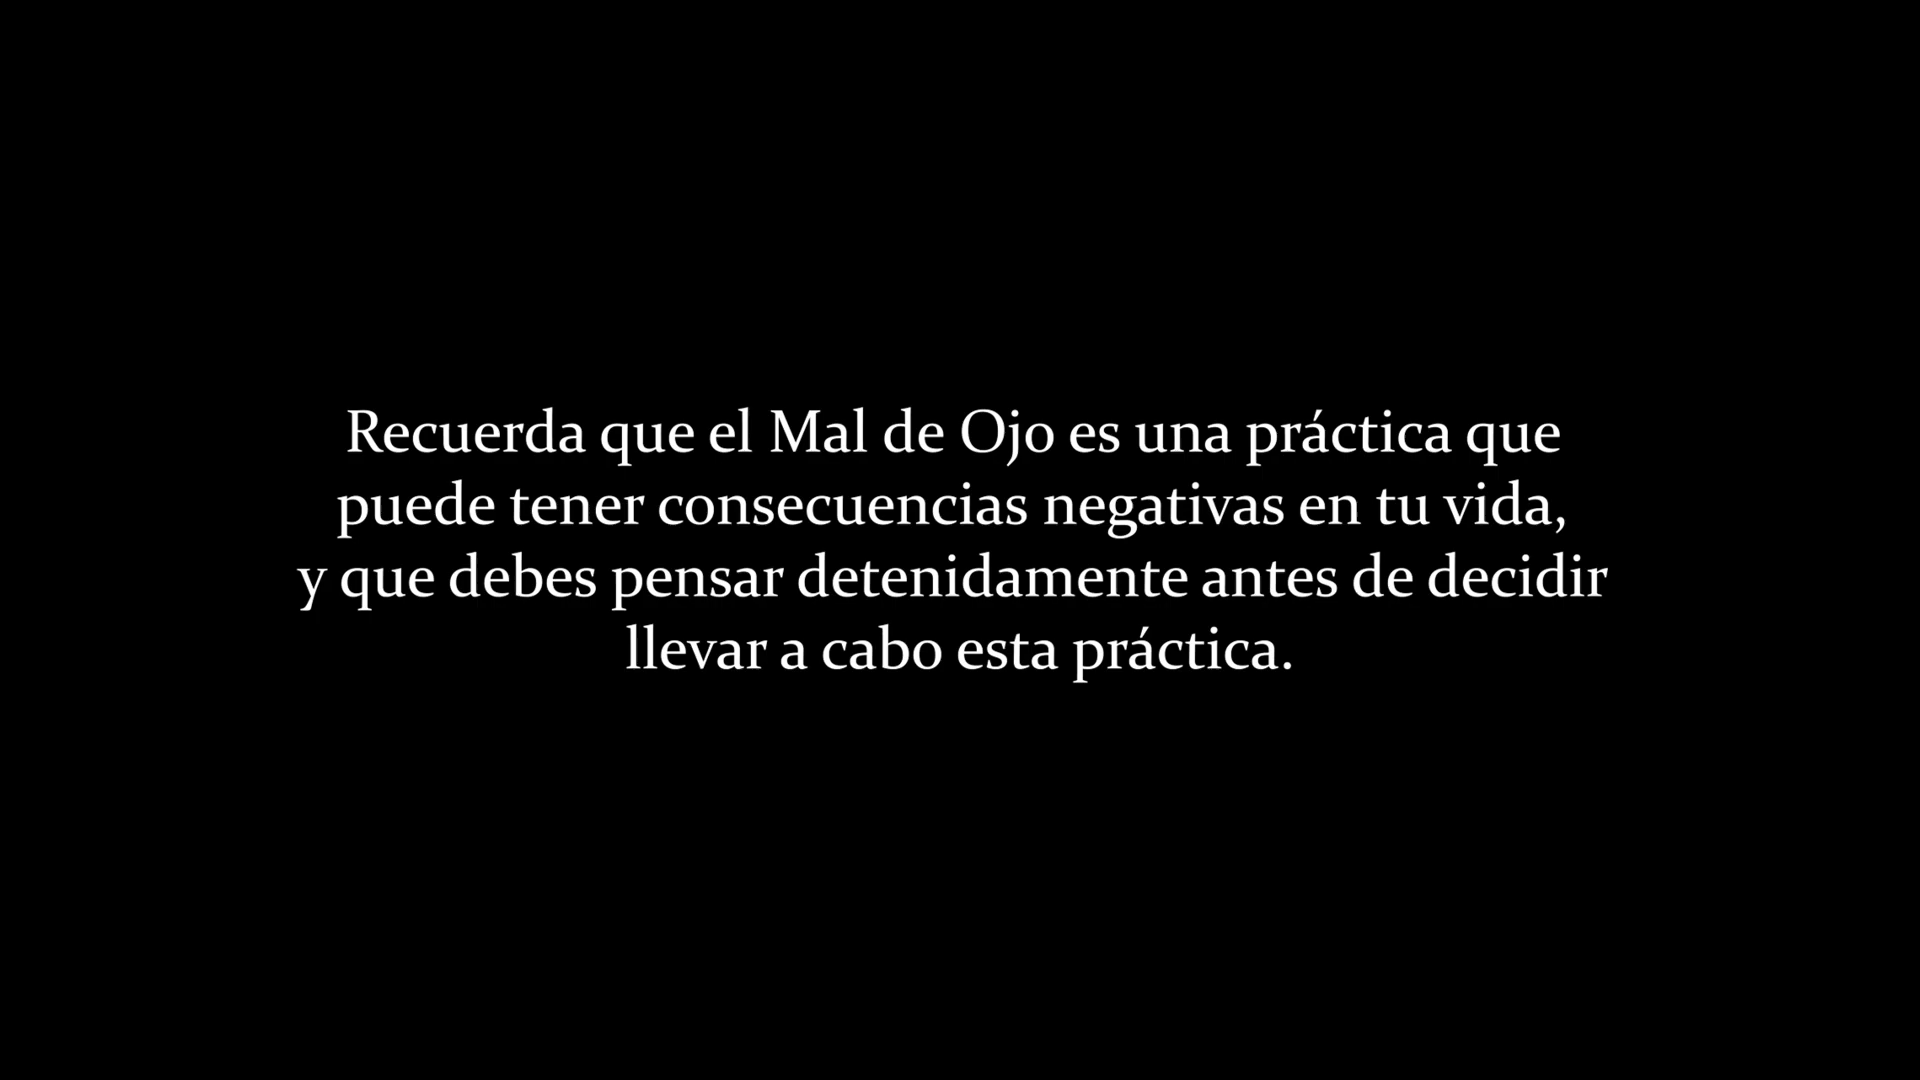 Recuerda que el Mal de Ojo es una práctica que
puede tener consecuencias negativas en tu vida,
y que debes pensar detenidamente antes de decidir
llevar a cabo esta práctica.